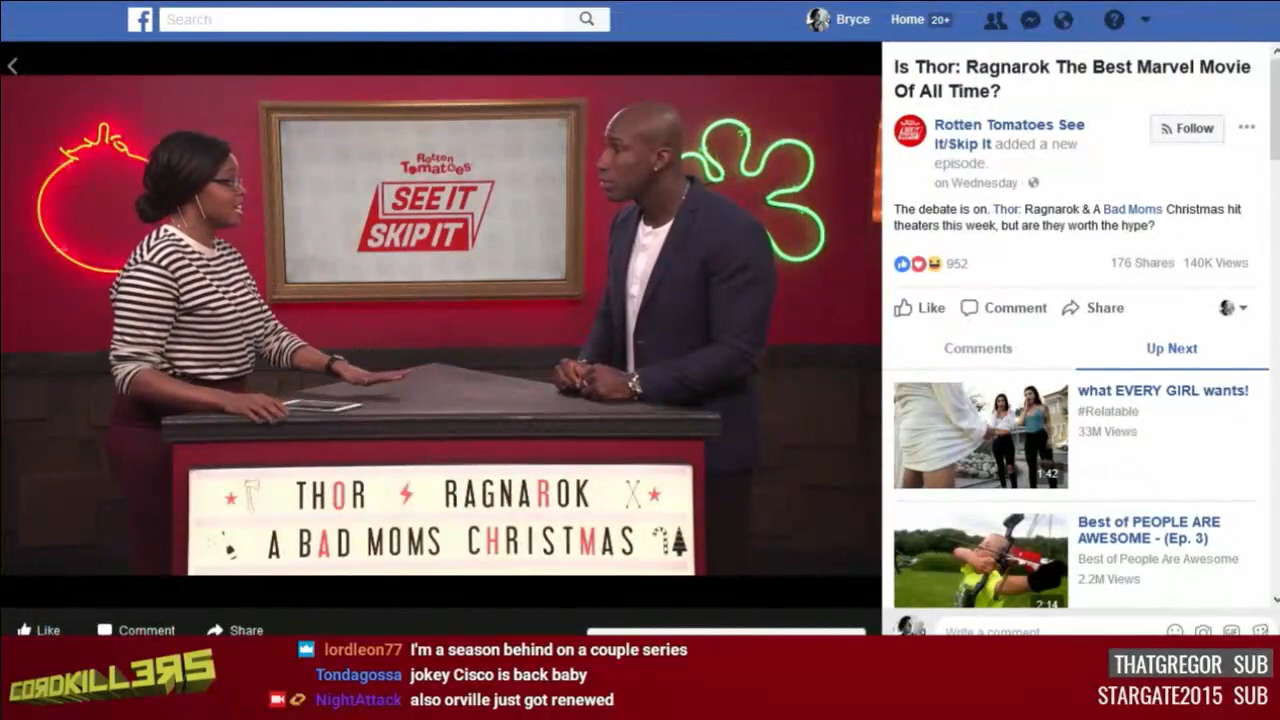 Search
Bryce
Home 20+
Is Thor: Ragnarok The Best Marvel Movie
Of All Time?
Rotten Tomatoes See
It/Skip It added a new
episode.
on Wednesday
Follow
The debate is on. Thor: Ragnarok & A Bad Moms Christmas hit
theaters this week, but are they worth the hype?
952
176 Shares 140K Views
Like Comment Share
Comments Up Next
what EVERY GIRL wants!
#Relatable
33M Views
1:42
Best of PEOPLE ARE
AWESOME - (Ep. 3)
Best of People Are Awesome
2.2M Views
2:14
Write a comment
Rotten
Tomatoes
SEE IT
SKIP IT
THOR RAGNAROK
A BAD MOMS CHRISTMAS
Like Comment Share
CORDKILLERS
lordleon77 I'm a season behind on a couple series
Tondagossa jokey Cisco is back baby
NightAttack also orville just got renewed
THATGREGOR SUB
STARGATE2015 SUB